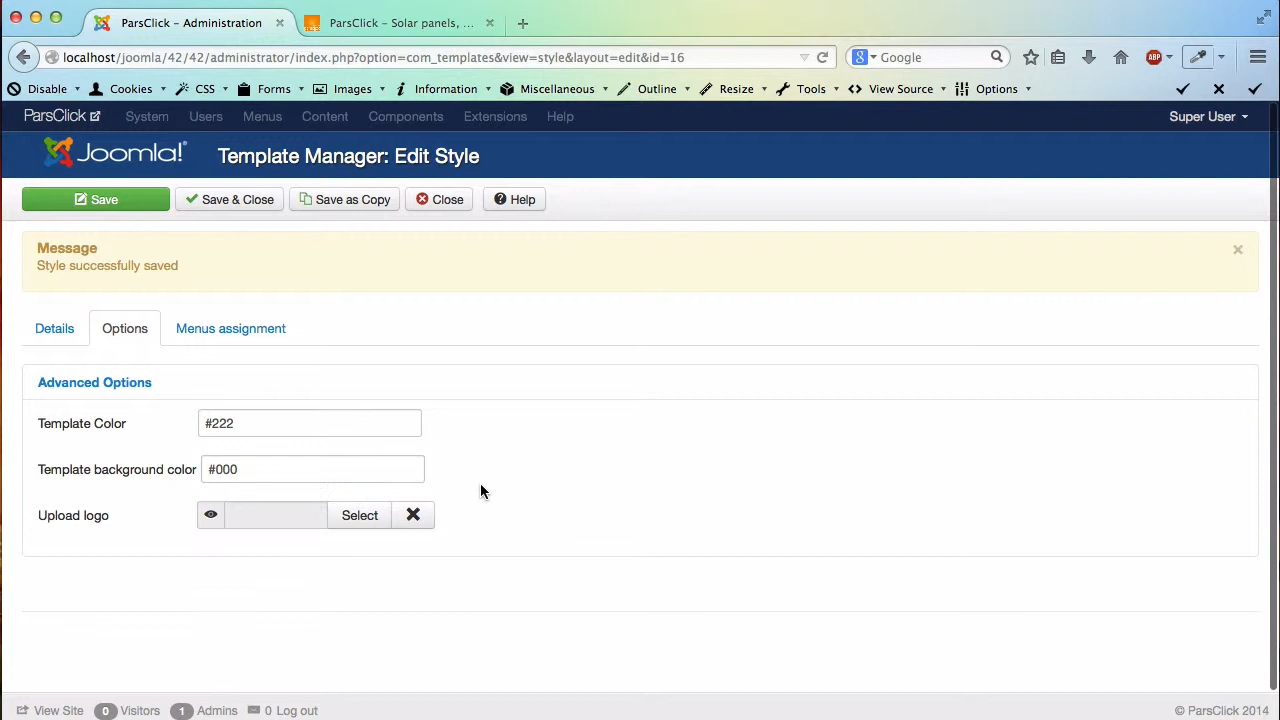 ParsClick – Administration
ParsClick - Solar panels, ...
localhost/joomla/42/42/administrator/index.php?option=com_templates&view=style&layout=edit&id=16
Google
ABP
Disable Cookies CSS Forms Images Information Miscellaneous Outline Resize Tools View Source Options
ParsClick System Users Menus Content Components Extensions Help Super User
Joomla! Template Manager: Edit Style
Save Save & Close Save as Copy Close Help
Message
Style successfully saved
Details Options Menus assignment
Advanced Options
Template Color #222
Template background color #000
Upload logo Select
View Site 0 Visitors 1 Admins 0 Log out © ParsClick 2014